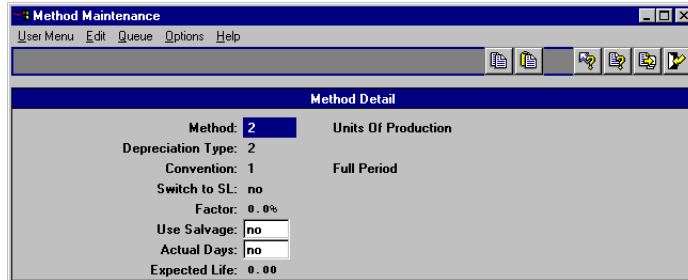 Method Maintenance
User Menu Edit Queue Options Help
Method Detail
Method: 2 Units Of Production
Depreciation Type: 2
Convention: 1 Full Period
Switch to SL: no
Factor: 0.0%
Use Salvage: no
Actual Days: no
Expected Life: 0.00